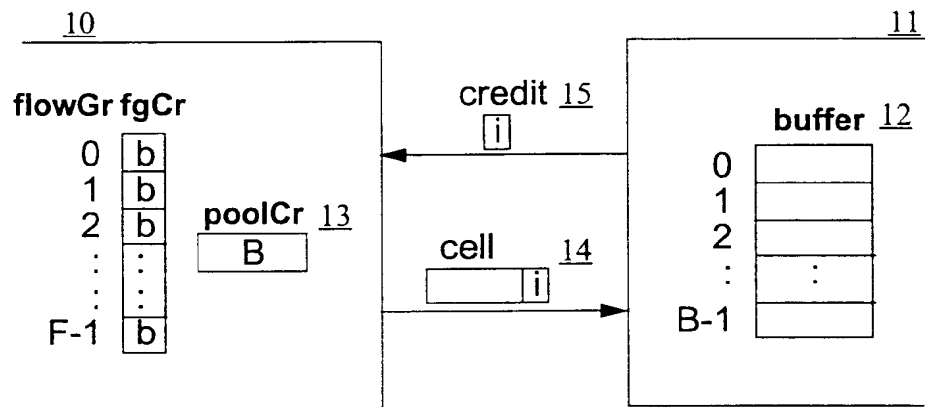 10
11
flowGr fgCr
0 b
1 b
2 b
: :
: :
F-1 b
poolCr 13
B
credit 15
i
cell 14
i
buffer 12
0
1
2
: :
B-1